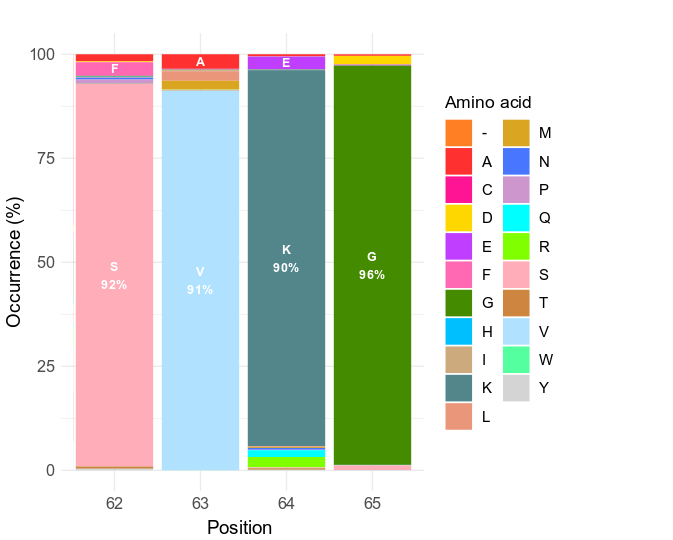 100
75
50
25
0
Occurrence (%)
F
S
92%
A
V
91%
E
K
90%
G
96%
62
63
64
65
Position
Amino acid
-
A
C
D
E
F
G
H
I
K
L
M
N
P
Q
R
S
T
V
W
Y